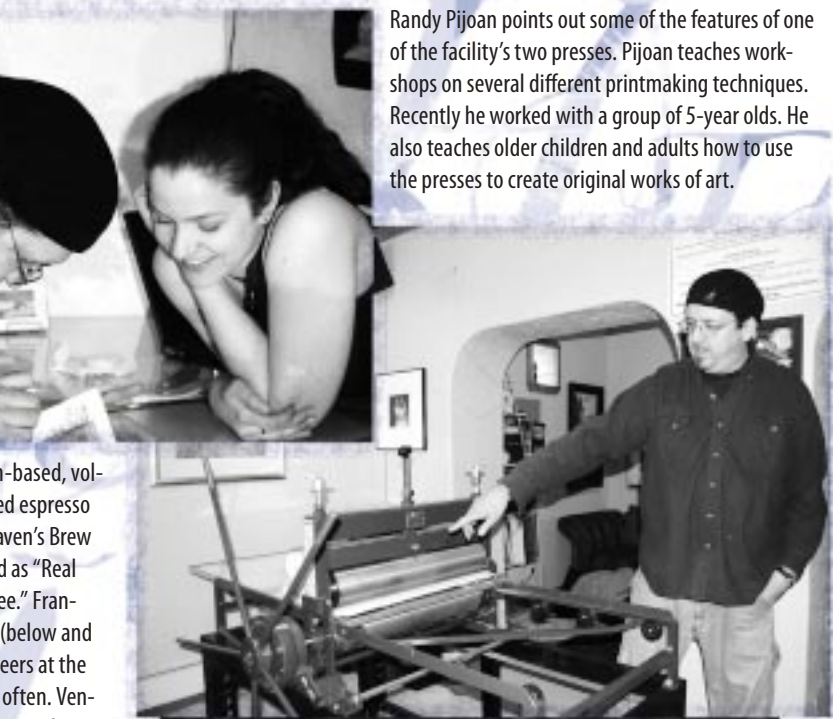 Randy Pijoan points out some of the features of one
of the facility’s two presses. Pijoan teaches work-
shops on several different printmaking techniques.
Recently he worked with a group of 5-year olds. He
also teaches older children and adults how to use
the presses to create original works of art.
n-based, vol-
ed espresso
aven’s Brew
d as “Real
ee.” Fran-
(below and
eers at the
often. Ven-